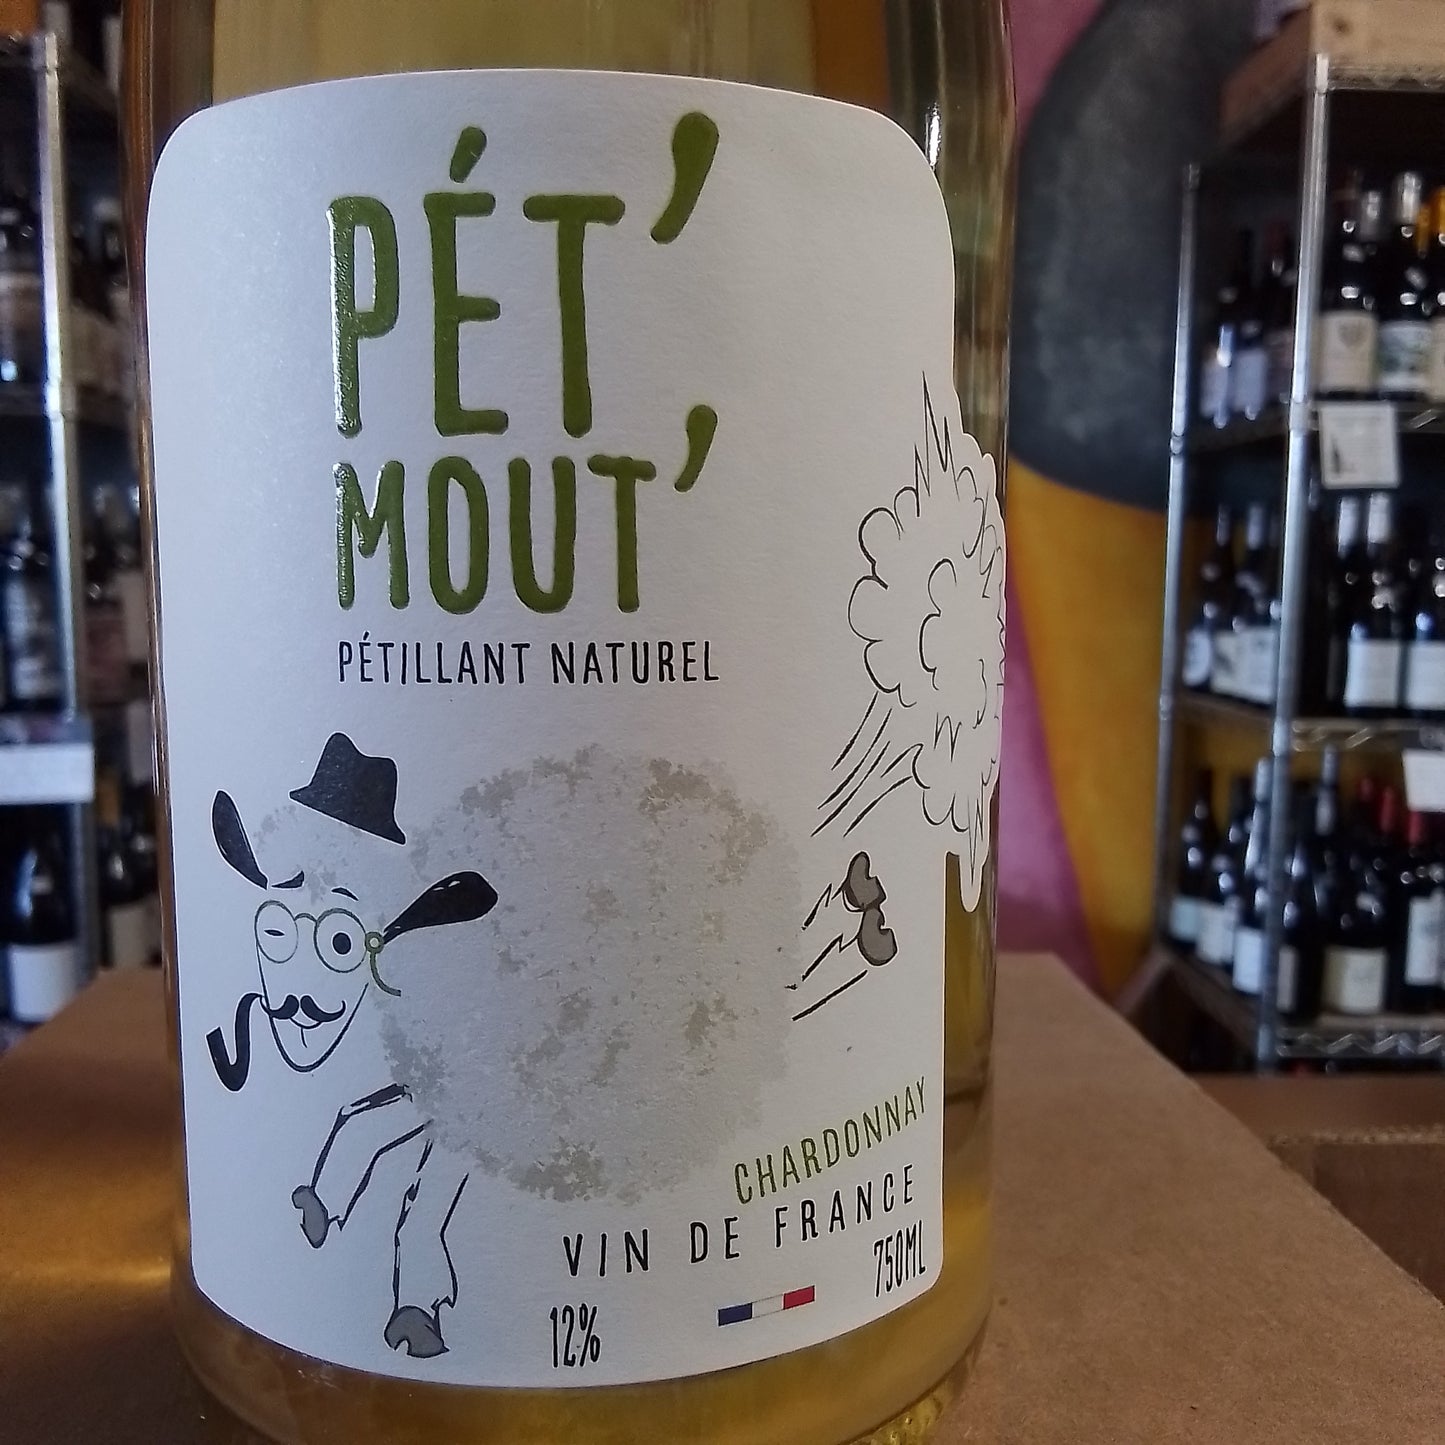 PÉT'
MOUT'
PÉTILLANT NATUREL
CHARDONNAY
VIN DE FRANCE
750ML
12%